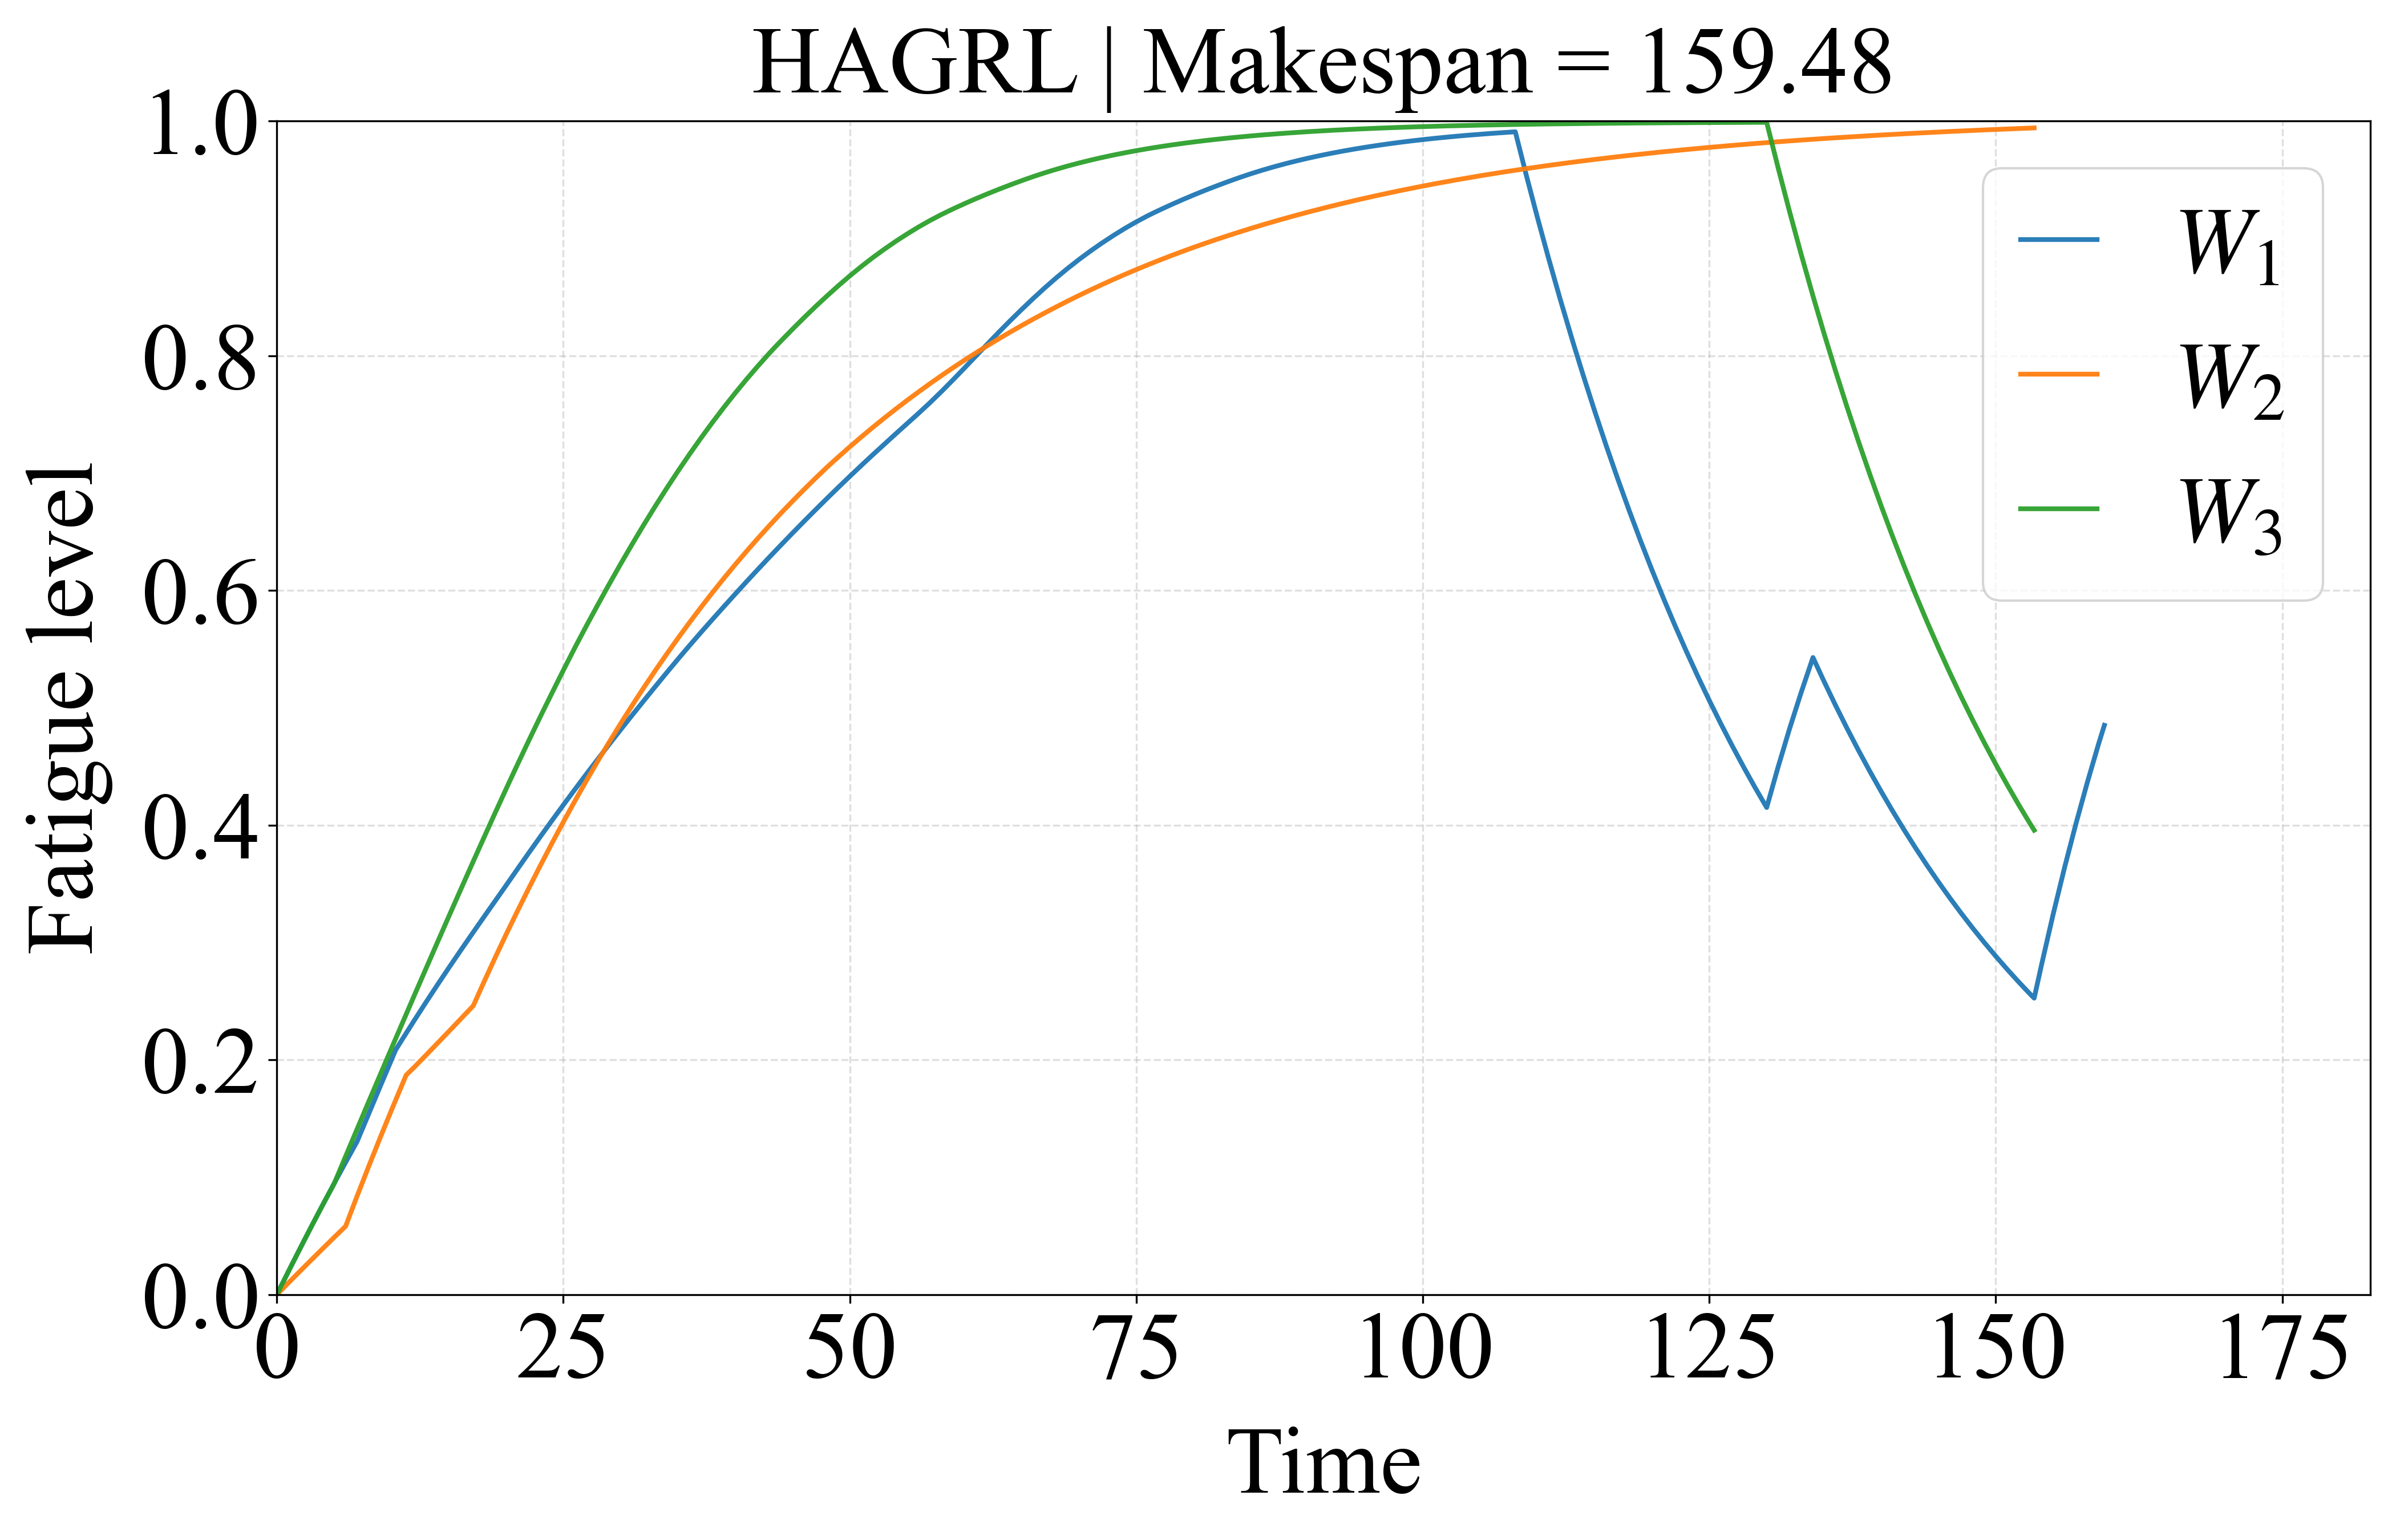 HAGRL | Makespan = 159.48
Fatigue level
1.0
0.8
0.6
0.4
0.2
0.0
0 25 50 75 100 125 150 175
Time
W1
W2
W3